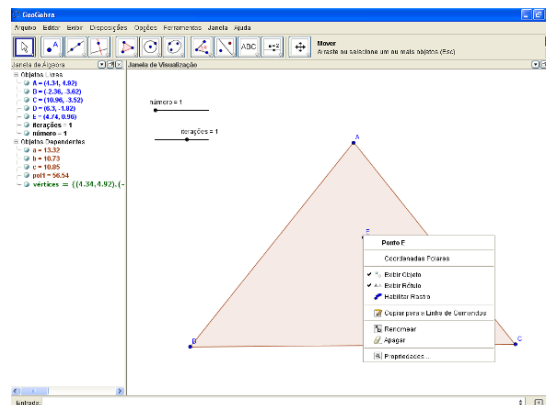 GeoGebra
Arquivo Editar Exibir Disposições Opções Ferramentas Janela Ajuda
ABC
a=2
Mover
Arraste ou selecione um ou mais objetos (Esc)
Janela de Álgebra
Janela de Visualização
Objetos Livres
A = (4.34, 4.92)
B = (-2.36, -3.62)
C = (10.96, -3.52)
D = (6.3, -1.82)
E = (4.74, 0.96)
iterações = 1
número = 1
Objetos Dependentes
a = 13.32
b = 10.73
c = 10.85
pol1 = 56.54
vértices = {(4.34,4.92),(-
número = 1
iterações = 1
A
E
B
C
Ponto E
Coordenadas Polares
Exibir Objeto
Exibir Rótulo
Habilitar Rastro
Copiar para a Linha de Comandos
Renomear
Apagar
Propriedades...
Entrada: